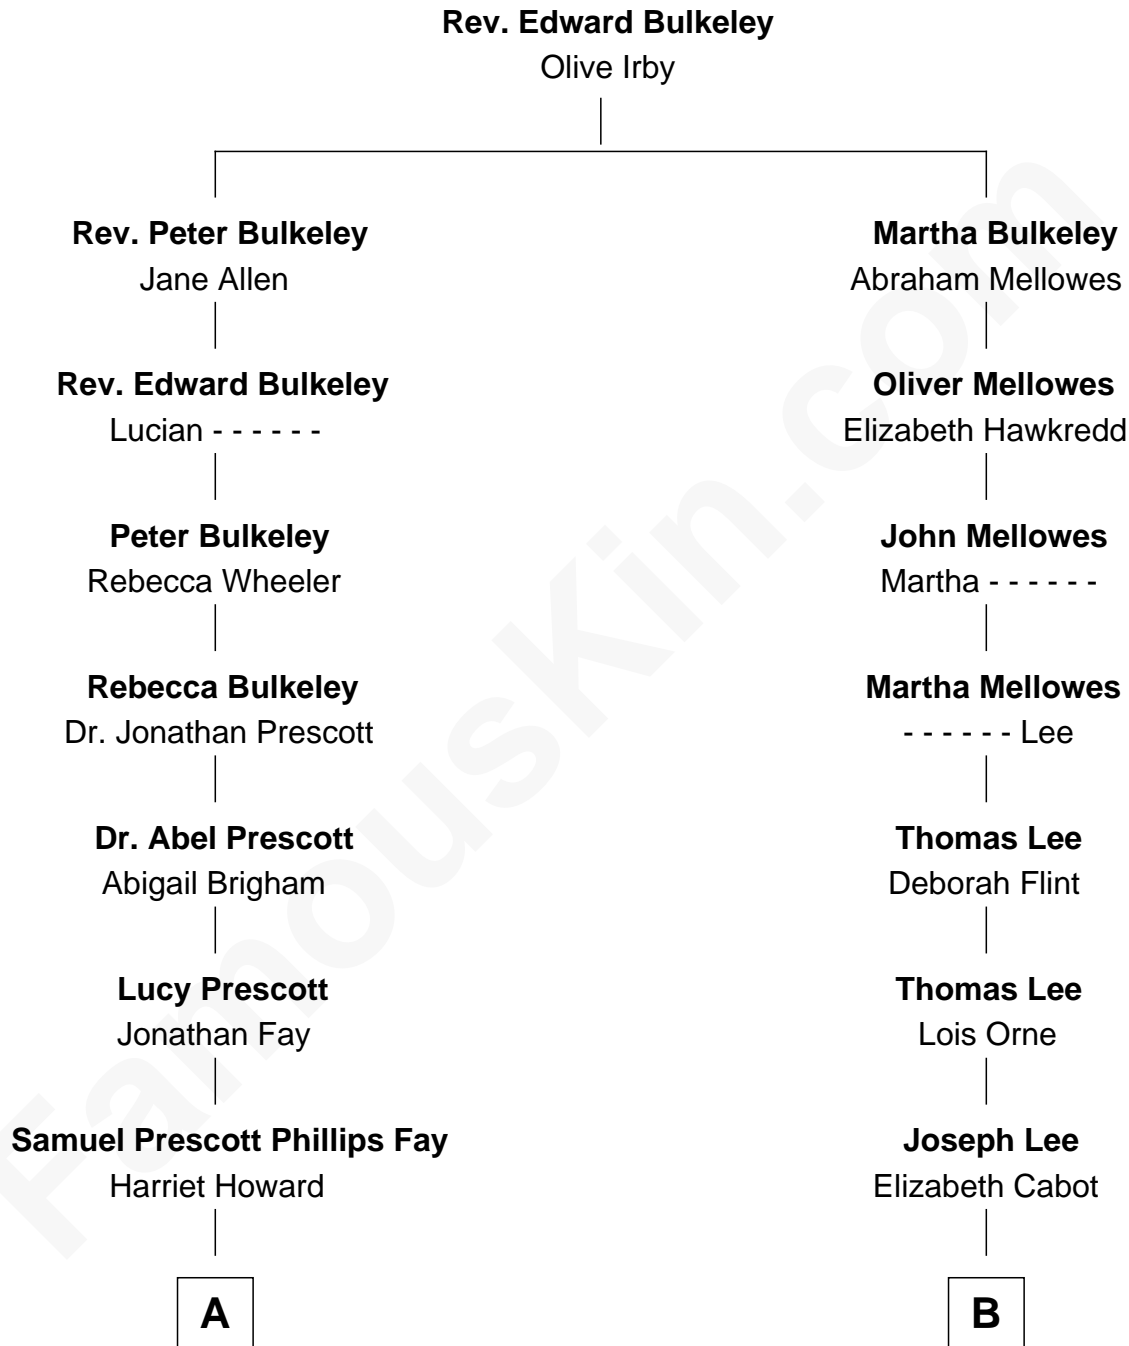 Rev. Edward Bulkeley
Olive Irby
Rev. Peter Bulkeley
Jane Allen
Martha Bulkeley
Abraham Mellowes
Rev. Edward Bulkeley
Lucian - - - - - -
Oliver Mellowes
Elizabeth Hawkredd
Peter Bulkeley
Rebecca Wheeler
John Mellowes
Martha - - - - - -
Rebecca Bulkeley
Dr. Jonathan Prescott
Martha Mellowes
- - - - - - Lee
Dr. Abel Prescott
Abigail Brigham
Thomas Lee
Deborah Flint
Lucy Prescott
Jonathan Fay
Thomas Lee
Lois Orne
Samuel Prescott Phillips Fay
Harriet Howard
Joseph Lee
Elizabeth Cabot
A
B
FamousKin.com